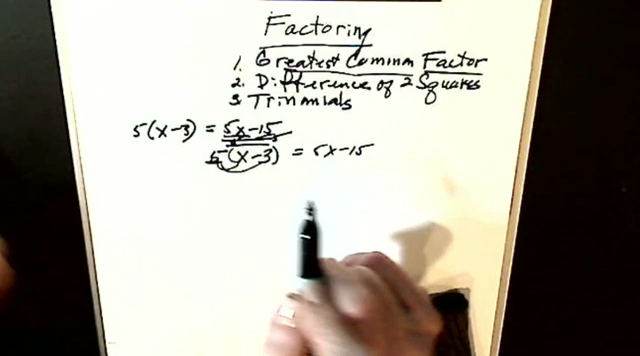 Factoring
1. Greatest Common Factor
2. Difference of 2 Squares
3. Trinomials
5(x-3) = 5x-15
5(x-3) = 5x-15